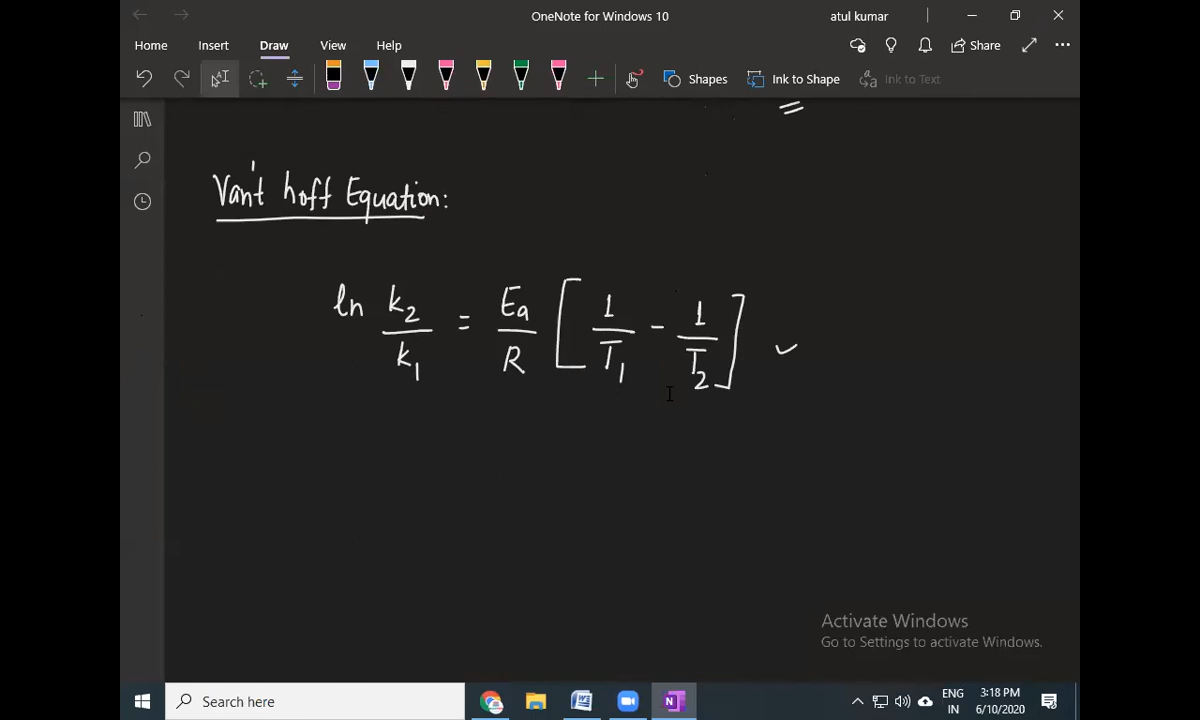 OneNote for Windows 10
atul kumar
Home Insert Draw View Help
Share
Shapes Ink to Shape Ink to Text
Van't hoff Equation:
ln k2/k1 = Ea/R [1/T1 - 1/T2]
Activate Windows
Go to Settings to activate Windows.
Search here
ENG 3:18 PM
IN 6/10/2020